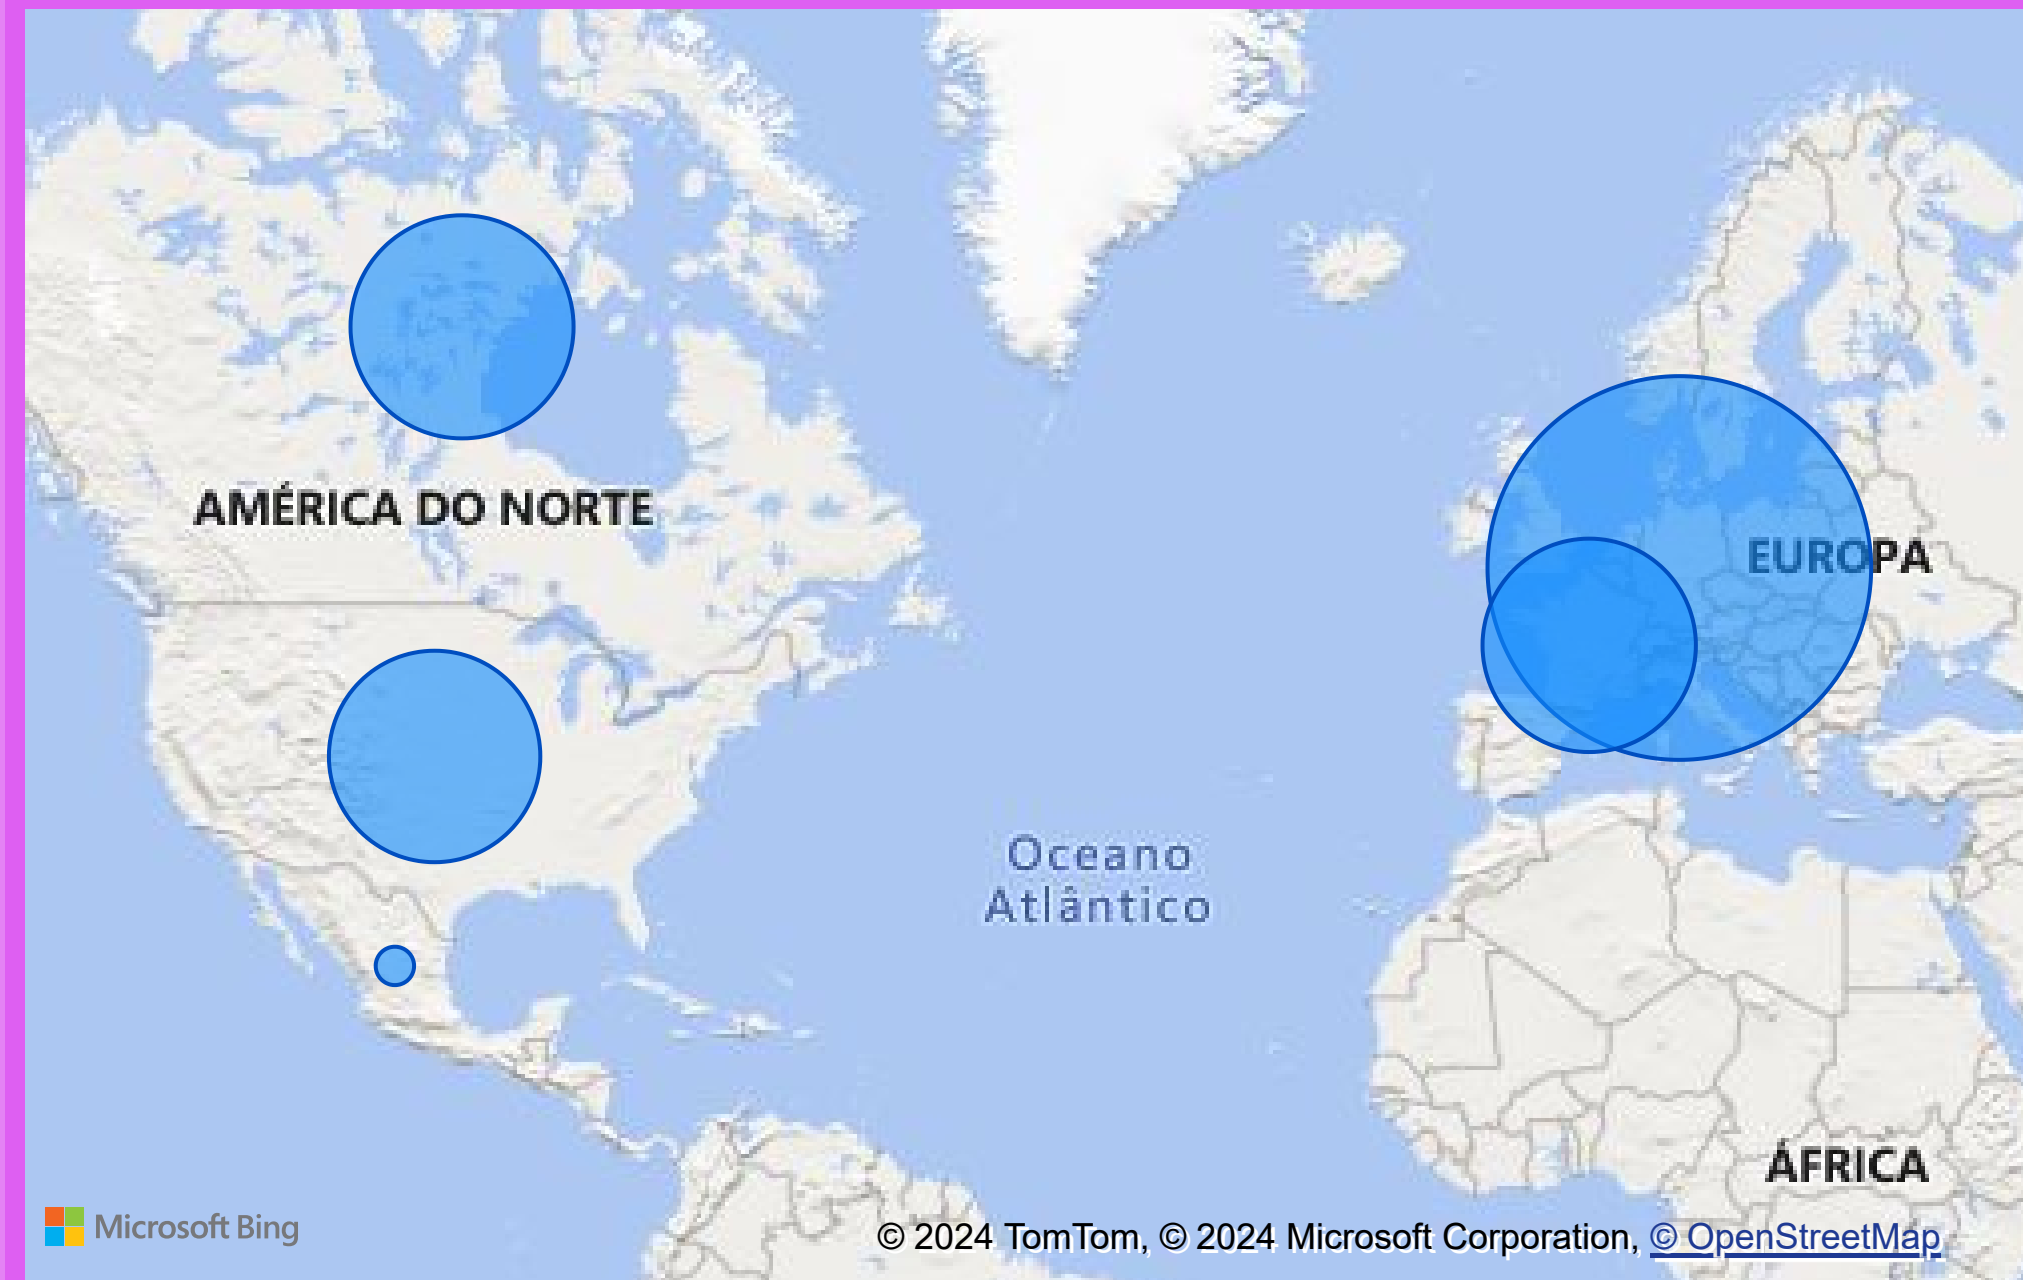 AMÉRICA DO NORTE
EUROPA
Oceano
Atlântico
ÁFRICA
Microsoft Bing
© 2024 TomTom, © 2024 Microsoft Corporation, © OpenStreetMap